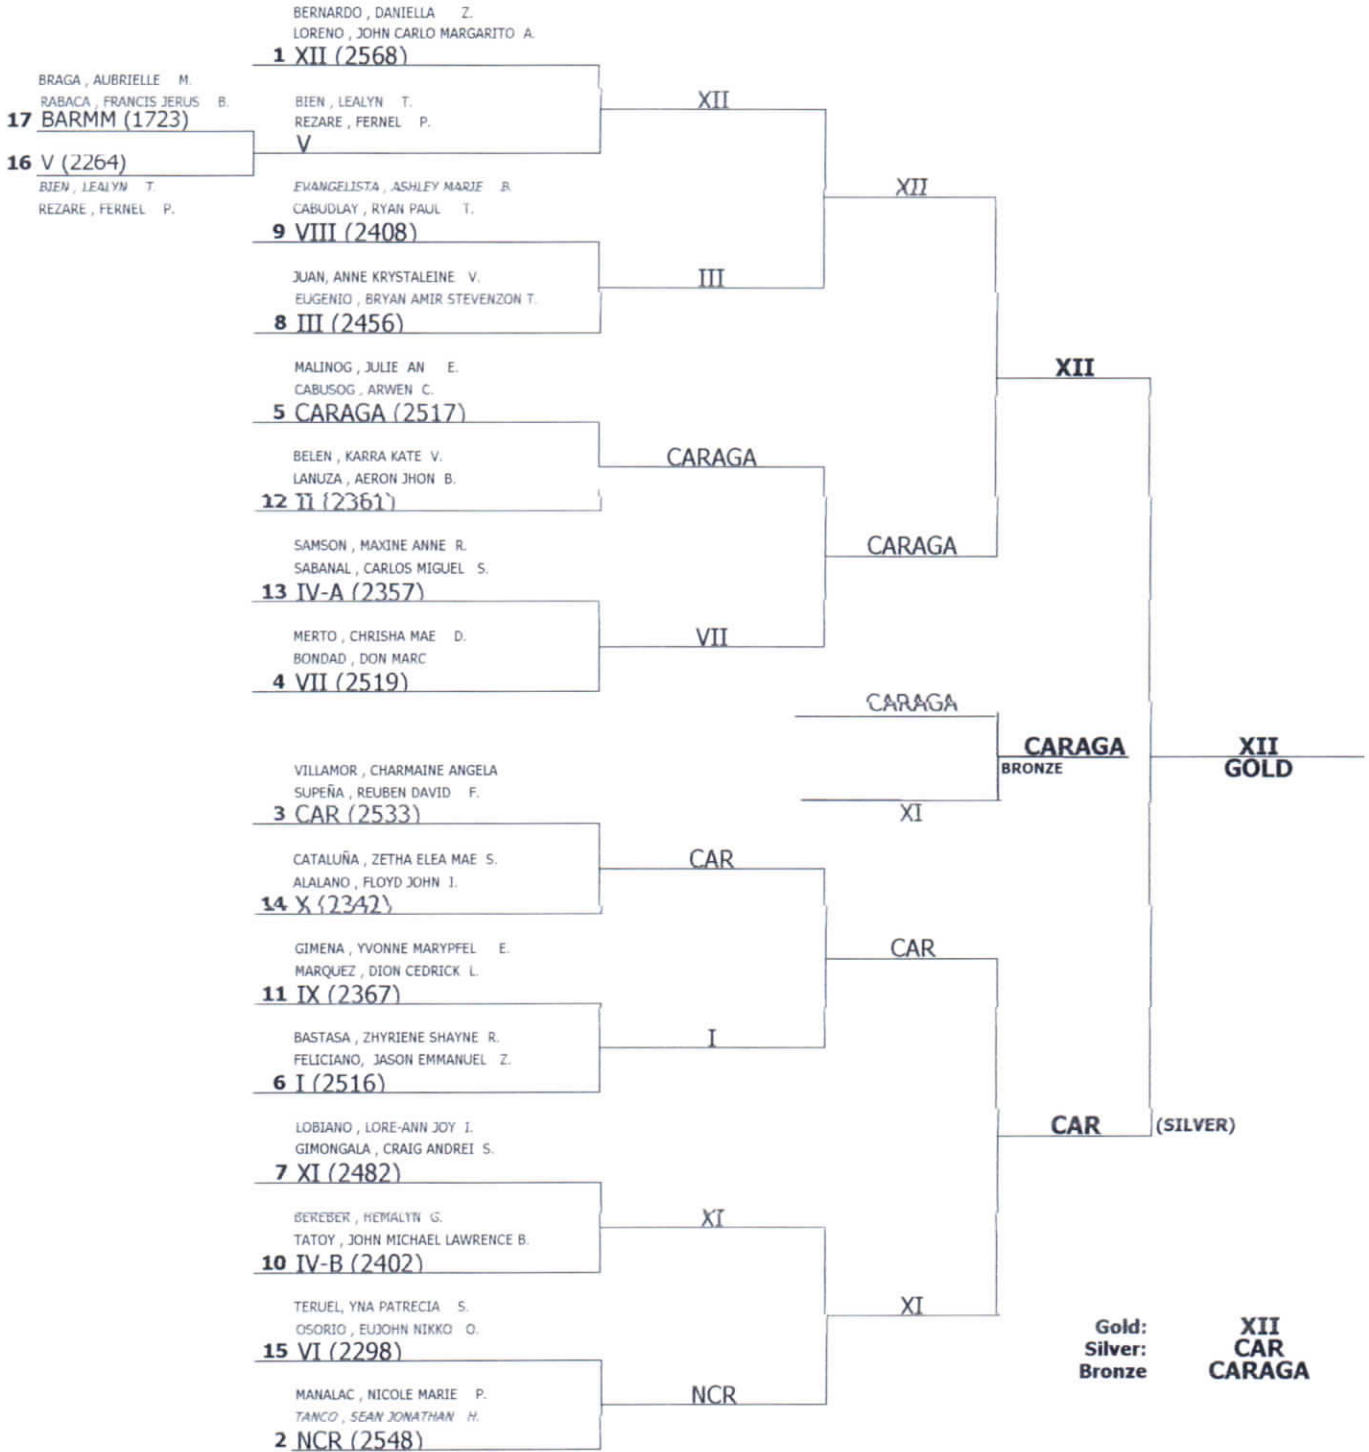 BERNARDO , DANIELLA Z.
LORENO , JOHN CARLO MARGARITO A.
1 XII (2568)
BRAGA , AUBRIELLE M.
RABACA , FRANCIS JERUS B.
17 BARMM (1723)
BIEN , LEALYN T.
REZARE , FERNEL P.
V
XII
16 V (2264)
BIEN , LEALYN T.
REZARE , FERNEL P.
EVANGELISTA , ASHLEY MARIE B.
CABUDLAY , RYAN PAUL T.
9 VIII (2408)
XII
JUAN, ANNE KRYSTALEINE V.
EUGENIO , BRYAN AMIR STEVENZON T.
8 III (2456)
III
MALINOG , JULIE AN E.
CABUSOG , ARWEN C.
5 CARAGA (2517)
XII
BELEN , KARRA KATE V.
LANUZA , AERON JHON B.
12 II (2361)
CARAGA
SAMSON , MAXINE ANNE R.
SABANAL , CARLOS MIGUEL S.
13 IV-A (2357)
CARAGA
MERTO , CHRISHA MAE D.
BONDAD , DON MARC
4 VII (2519)
VII
CARAGA
CARAGA
BRONZE
XII
GOLD
XI
VILLAMOR , CHARMAINE ANGELA
SUPEÑA , REUBEN DAVID F.
3 CAR (2533)
CATALUÑA , ZETHA ELEA MAE S.
ALALANO , FLOYD JOHN I.
14 X (2342)
CAR
GIMENA , YVONNE MARYPFEL E.
MARQUEZ , DION CEDRICK L.
11 IX (2367)
CAR
BASTASA , ZHYRIENE SHAYNE R.
FELICIANO, JASON EMMANUEL Z.
6 I (2516)
I
LOBIANO , LORE-ANN JOY I.
GIMONGALA , CRAIG ANDREI S.
7 XI (2482)
CAR (SILVER)
BEREBER , HEMALYN G.
TATOY , JOHN MICHAEL LAWRENCE B.
10 IV-B (2402)
XI
TERUEL, YNA PATRECIA S.
OSORIO , EUJOHN NIKKO O.
15 VI (2298)
XI
MANALAC , NICOLE MARIE P.
TANCO , SEAN JONATHAN H.
2 NCR (2548)
NCR
Gold: XII
Silver: CAR
Bronze CARAGA